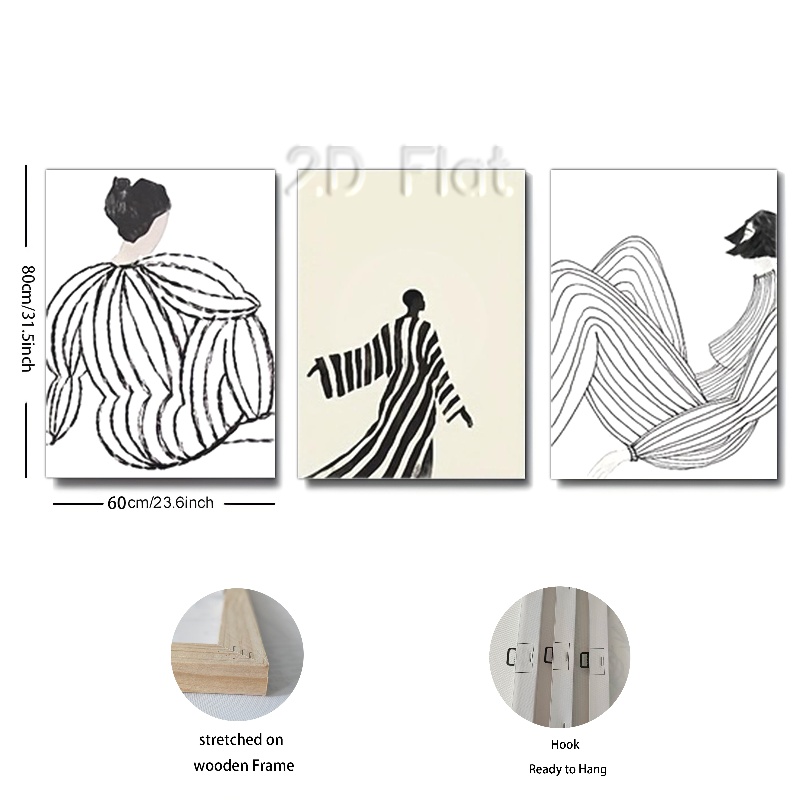 2D Flat
80cm/31.5inch
60cm/23.6inch
stretched on
wooden Frame
Hook
Ready to Hang